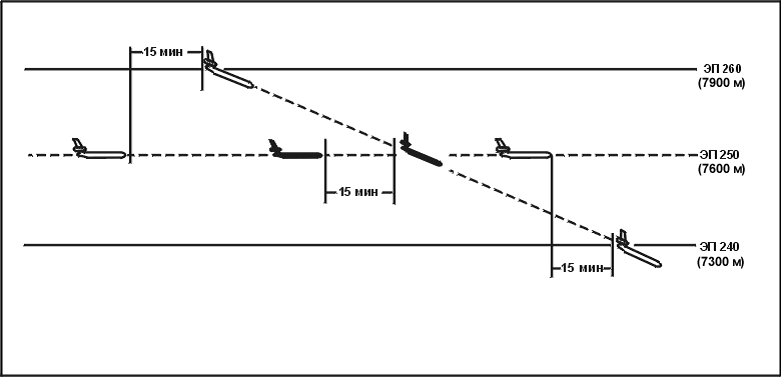 15 мин
ЭП 260
(7900 м)
ЭП 250
(7600 м)
15 мин
ЭП 240
(7300 м)
15 мин